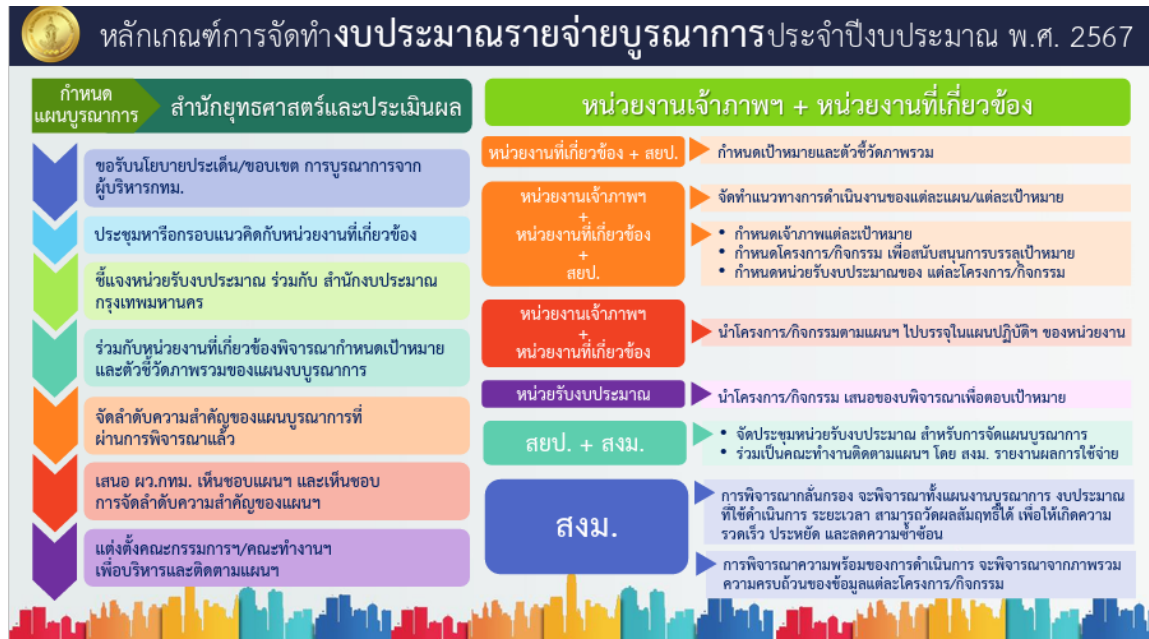 หลักเกณฑ์การจัดทำงบประมาณรายจ่ายบูรณาการประจำปีงบประมาณ พ.ศ. 2567
กำหนด
แผนบูรณาการ
สำนักยุทธศาสตร์และประเมินผล
ขอรับนโยบายประเด็น/ขอบเขต การบูรณาการจาก
ผู้บริหารกทม.
ประชุมหารือกรอบแนวคิดกับหน่วยงานที่เกี่ยวข้อง
ชี้แจงหน่วยรับงบประมาณ ร่วมกับ สำนักงบประมาณ
กรุงเทพมหานคร
ร่วมกับหน่วยงานที่เกี่ยวข้องพิจารณากำหนดเป้าหมาย
และตัวชี้วัดภาพรวมของแผนงบบูรณาการ
จัดลำดับความสำคัญของแผนบูรณาการที่
ผ่านการพิจารณาแล้ว
เสนอ ผว.กทม. เห็นชอบแผนฯ และเห็นชอบ
การจัดลำดับความสำคัญของแผนฯ
แต่งตั้งคณะกรรมการฯ/คณะทำงานฯ
เพื่อบริหารและติดตามแผนฯ
หน่วยงานเจ้าภาพฯ + หน่วยงานที่เกี่ยวข้อง
หน่วยงานที่เกี่ยวข้อง + สยป.
กำหนดเป้าหมายและตัวชี้วัดภาพรวม
หน่วยงานเจ้าภาพฯ
+
หน่วยงานที่เกี่ยวข้อง
+
สยป.
จัดทำแนวทางการดำเนินงานของแต่ละแผน/แต่ละเป้าหมาย
• กำหนดเจ้าภาพแต่ละเป้าหมาย
• กำหนดโครงการ/กิจกรรม เพื่อสนับสนุนการบรรลุเป้าหมาย
• กำหนดหน่วยรับงบประมาณของ แต่ละโครงการ/กิจกรรม
หน่วยงานเจ้าภาพฯ
+
หน่วยงานที่เกี่ยวข้อง
นำโครงการ/กิจกรรมตามแผนฯ ไปบรรจุในแผนปฏิบัติฯ ของหน่วยงาน
หน่วยรับงบประมาณ
นำโครงการ/กิจกรรม เสนอของบพิจารณาเพื่อตอบเป้าหมาย
สยป. + สงม.
• จัดประชุมหน่วยรับงบประมาณ สำหรับการจัดแผนบูรณาการ
• ร่วมเป็นคณะทำงานติดตามแผนฯ โดย สงม. รายงานผลการใช้จ่าย
สงม.
การพิจารณากลั่นกรอง จะพิจารณาทั้งแผนงานบูรณาการ งบประมาณ
ที่ใช้ดำเนินการ ระยะเวลา สามารถวัดผลสัมฤทธิ์ได้ เพื่อให้เกิดความ
รวดเร็ว ประหยัด และลดความซ้ำซ้อน
การพิจารณาความพร้อมของการดำเนินการ จะพิจารณาจากภาพรวม
ความครบถ้วนของข้อมูลแต่ละโครงการ/กิจกรรม